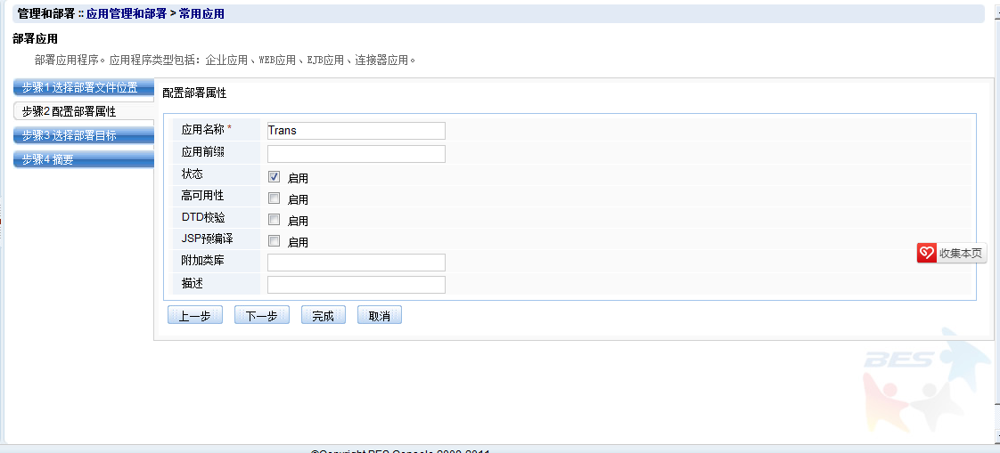 管理和部署 :: 应用管理和部署 > 常用应用
部署应用
部署应用程序。应用程序类型包括：企业应用、WEB应用、EJB应用、连接器应用。
步骤1 选择部署文件位置
步骤2 配置部署属性
步骤3 选择部署目标
步骤4 摘要
配置部署属性
应用名称 * Trans
应用前缀
状态 启用
高可用性 启用
DTD校验 启用
JSP预编译 启用
附加类库
描述
上一步 下一步 完成 取消
收集本页
BES
©Copyright BES Console 2009-2011